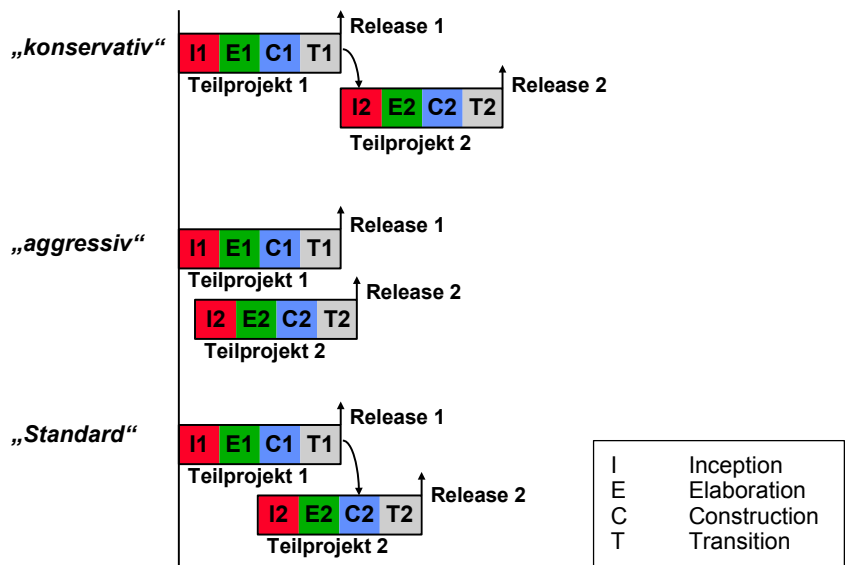 „konservativ“
Release 1
I1 E1 C1 T1
Teilprojekt 1
Release 2
I2 E2 C2 T2
Teilprojekt 2
„aggressiv“
Release 1
I1 E1 C1 T1
Teilprojekt 1
Release 2
I2 E2 C2 T2
Teilprojekt 2
„Standard“
Release 1
I1 E1 C1 T1
Teilprojekt 1
Release 2
I2 E2 C2 T2
Teilprojekt 2
I Inception
E Elaboration
C Construction
T Transition